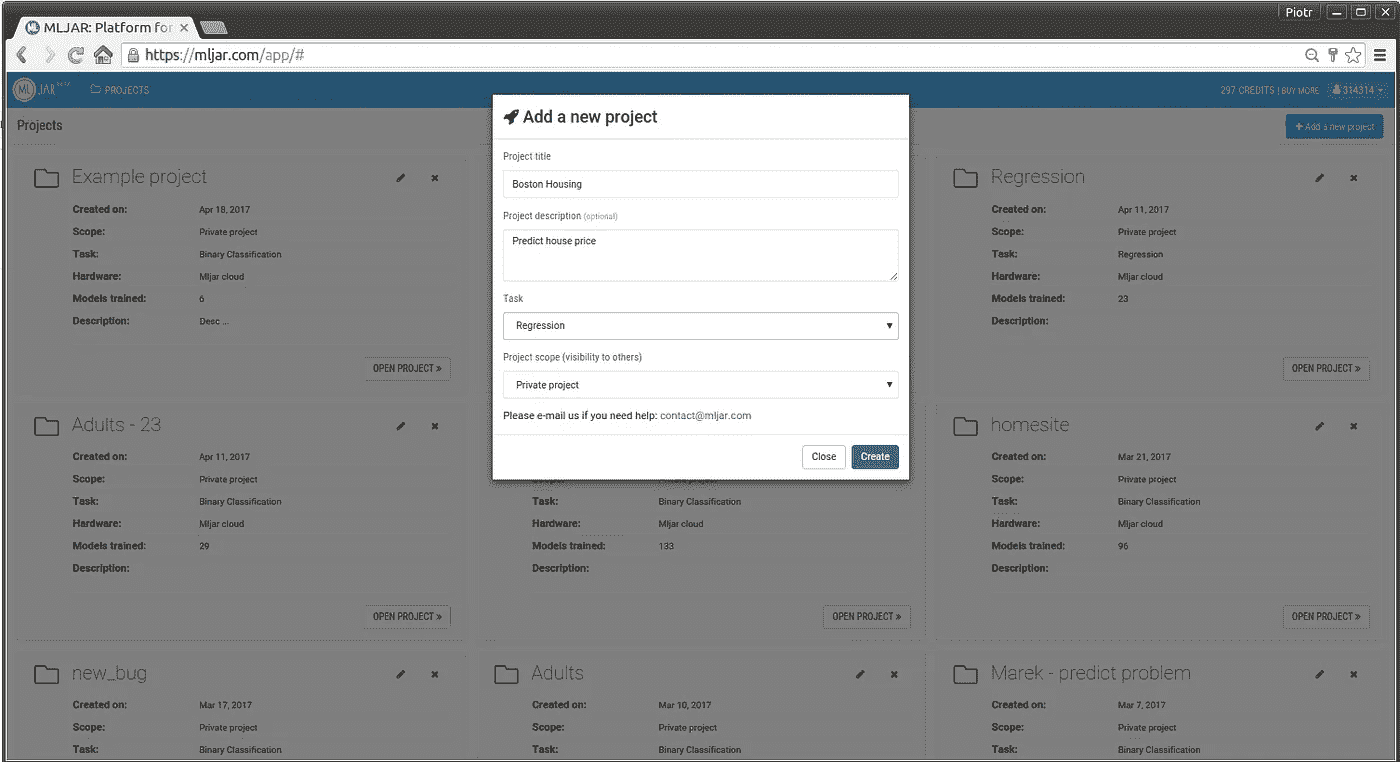 Piotr
MLJAR: Platform for
https://mljar.com/app/#
ML JAR BETA PROJECTS
297 CREDITS | BUY MORE 314314
Projects
+ Add a new project
Add a new project
Project title
Boston Housing
Project description (optional)
Predict house price
Task
Regression
Project scope (visibility to others)
Private project
Please e-mail us if you need help: contact@mljar.com
Close Create
Example project
Created on: Apr 18, 2017
Scope: Private project
Task: Binary Classification
Hardware: Mljar cloud
Models trained: 6
Description: Desc ...
OPEN PROJECT »
Regression
Created on: Apr 11, 2017
Scope: Private project
Task: Regression
Hardware: Mljar cloud
Models trained: 23
Description:
OPEN PROJECT »
Adults - 23
Created on: Apr 11, 2017
Scope: Private project
Task: Binary Classification
Hardware: Mljar cloud
Models trained: 29
Description:
OPEN PROJECT »
Scope: Private project
Task: Binary Classification
Hardware: Mljar cloud
Models trained: 133
Description:
OPEN PROJECT »
homesite
Created on: Mar 21, 2017
Scope: Private project
Task: Binary Classification
Hardware: Mljar cloud
Models trained: 96
Description:
OPEN PROJECT »
new_bug
Created on: Mar 17, 2017
Scope: Private project
Task: Binary Classification
Adults
Created on: Mar 10, 2017
Scope: Private project
Task: Binary Classification
Marek - predict problem
Created on: Mar 7, 2017
Scope: Private project
Task: Binary Classification